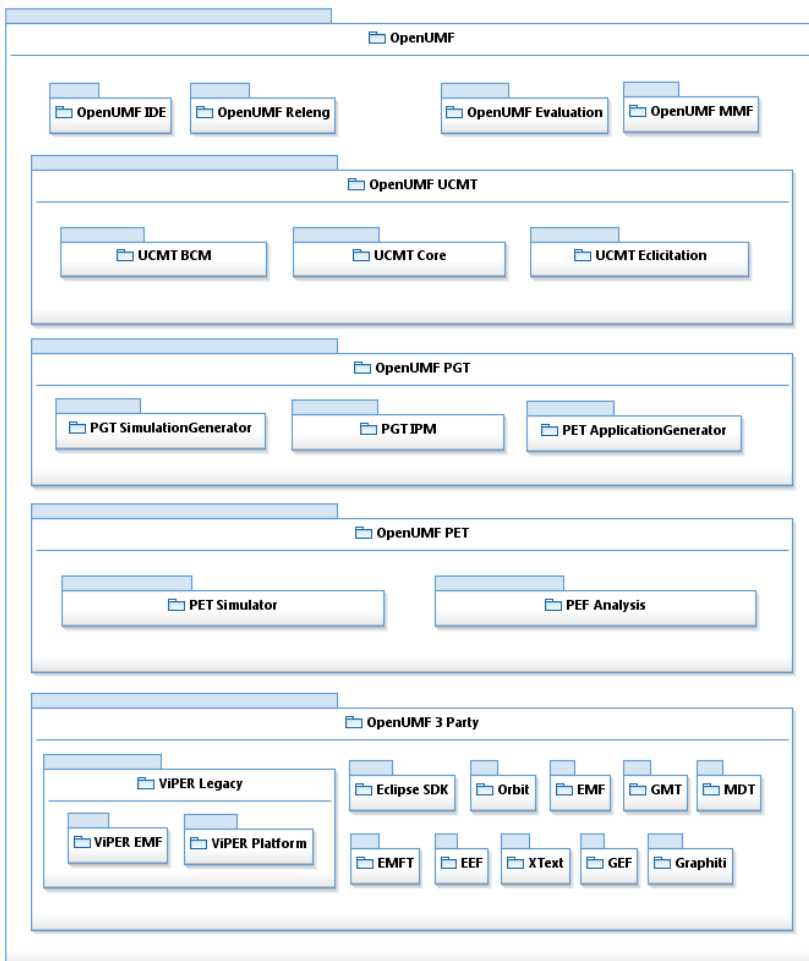 OpenUMF
OpenUMF IDE
OpenUMF Releng
OpenUMF Evaluation
OpenUMF MMF
OpenUMF UCMT
UCMT BCM
UCMT Core
UCMT Eclicitation
OpenUMF PGT
PGT SimulationGenerator
PGT IPM
PET ApplicationGenerator
OpenUMF PET
PET Simulator
PEF Analysis
OpenUMF 3 Party
ViPER Legacy
ViPER EMF
ViPER Platform
Eclipse SDK
Orbit
EMF
GMT
MDT
EMFT
EEF
XText
GEF
Graphiti